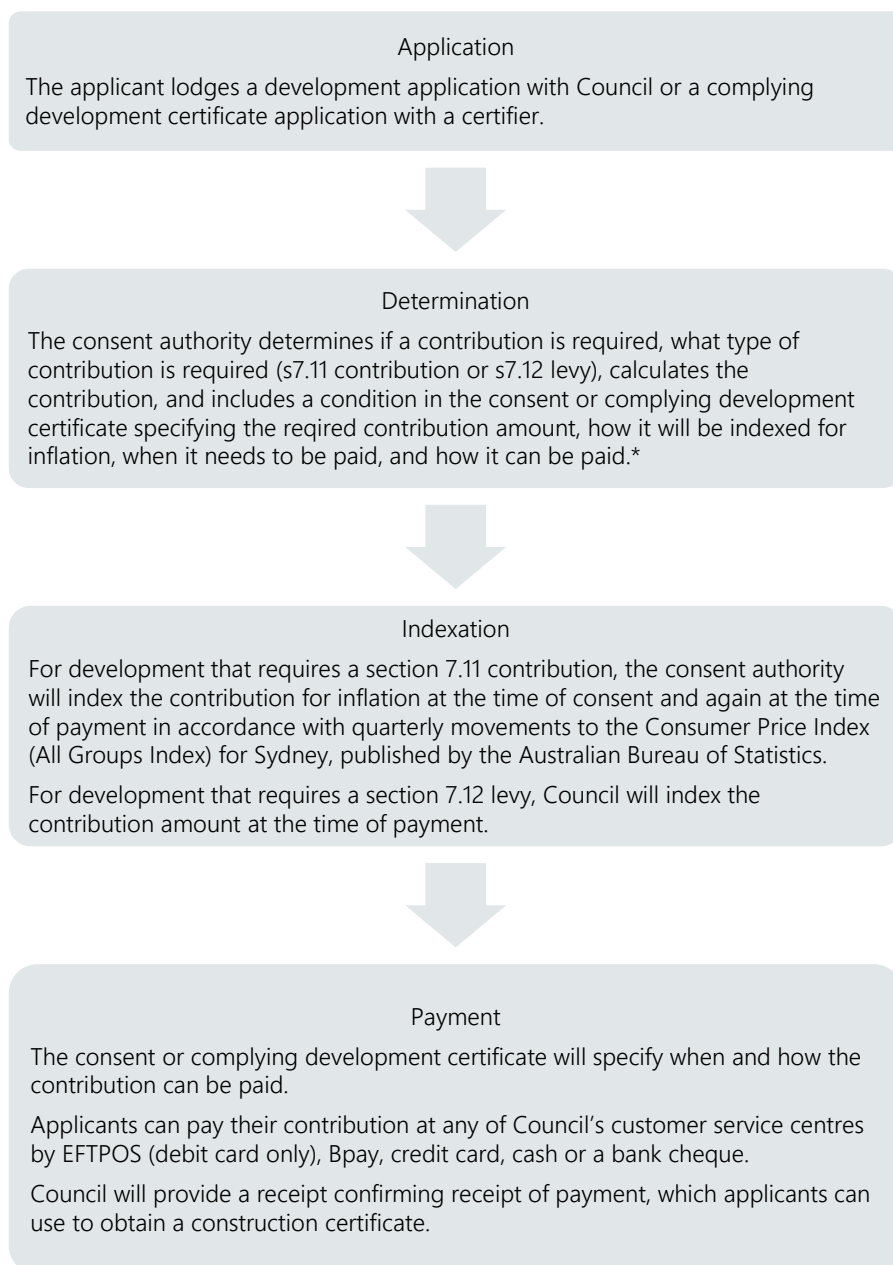 Application
The applicant lodges a development application with Council or a complying
development certificate application with a certifier.
Determination
The consent authority determines if a contribution is required, what type of
contribution is required (s7.11 contribution or s7.12 levy), calculates the
contribution, and includes a condition in the consent or complying development
certificate specifying the reqired contribution amount, how it will be indexed for
inflation, when it needs to be paid, and how it can be paid.*
Indexation
For development that requires a section 7.11 contribution, the consent authority
will index the contribution for inflation at the time of consent and again at the time
of payment in accordance with quarterly movements to the Consumer Price Index
(All Groups Index) for Sydney, published by the Australian Bureau of Statistics.
For development that requires a section 7.12 levy, Council will index the
contribution amount at the time of payment.
Payment
The consent or complying development certificate will specify when and how the
contribution can be paid.
Applicants can pay their contribution at any of Council's customer service centres
by EFTPOS (debit card only), Bpay, credit card, cash or a bank cheque.
Council will provide a receipt confirming receipt of payment, which applicants can
use to obtain a construction certificate.